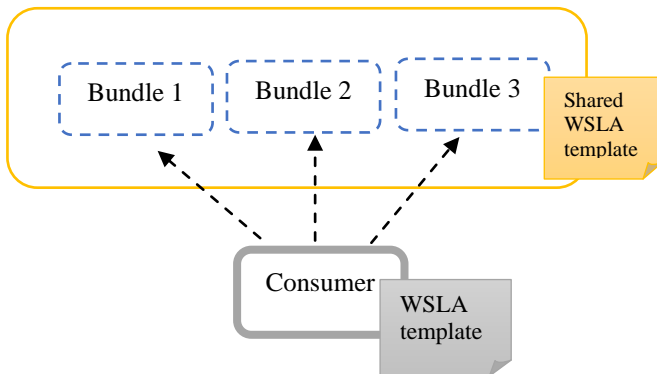 Bundle 1
Bundle 2
Bundle 3
Shared
WSLA
template
Consumer
WSLA
template